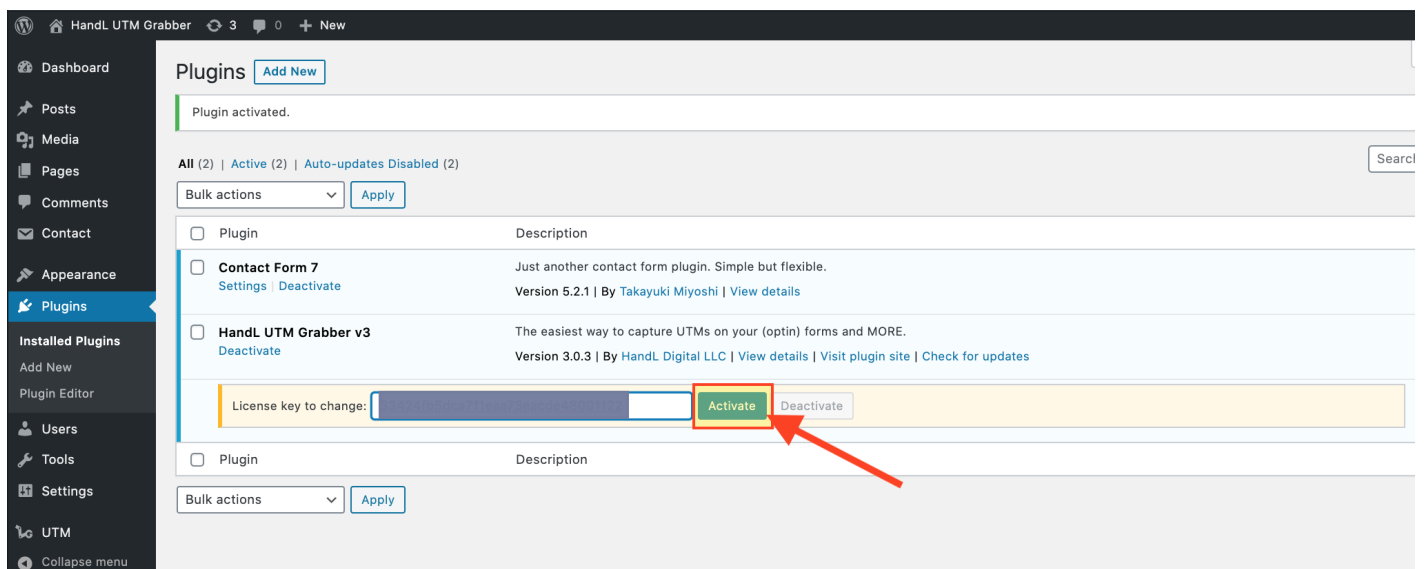 HandL UTM Grabber 3 0 + New
Dashboard
Posts
Media
Pages
Comments
Contact
Appearance
Plugins
Installed Plugins
Add New
Plugin Editor
Users
Tools
Settings
UTM
Collapse menu
Plugins Add New
Plugin activated.
All (2) | Active (2) | Auto-updates Disabled (2)
Search
Bulk actions Apply
Plugin Description
Contact Form 7 Just another contact form plugin. Simple but flexible.
Settings | Deactivate Version 5.2.1 | By Takayuki Miyoshi | View details
HandL UTM Grabber v3 The easiest way to capture UTMs on your (optin) forms and MORE.
Deactivate Version 3.0.3 | By HandL Digital LLC | View details | Visit plugin site | Check for updates
License key to change: Activate Deactivate
Plugin Description
Bulk actions Apply